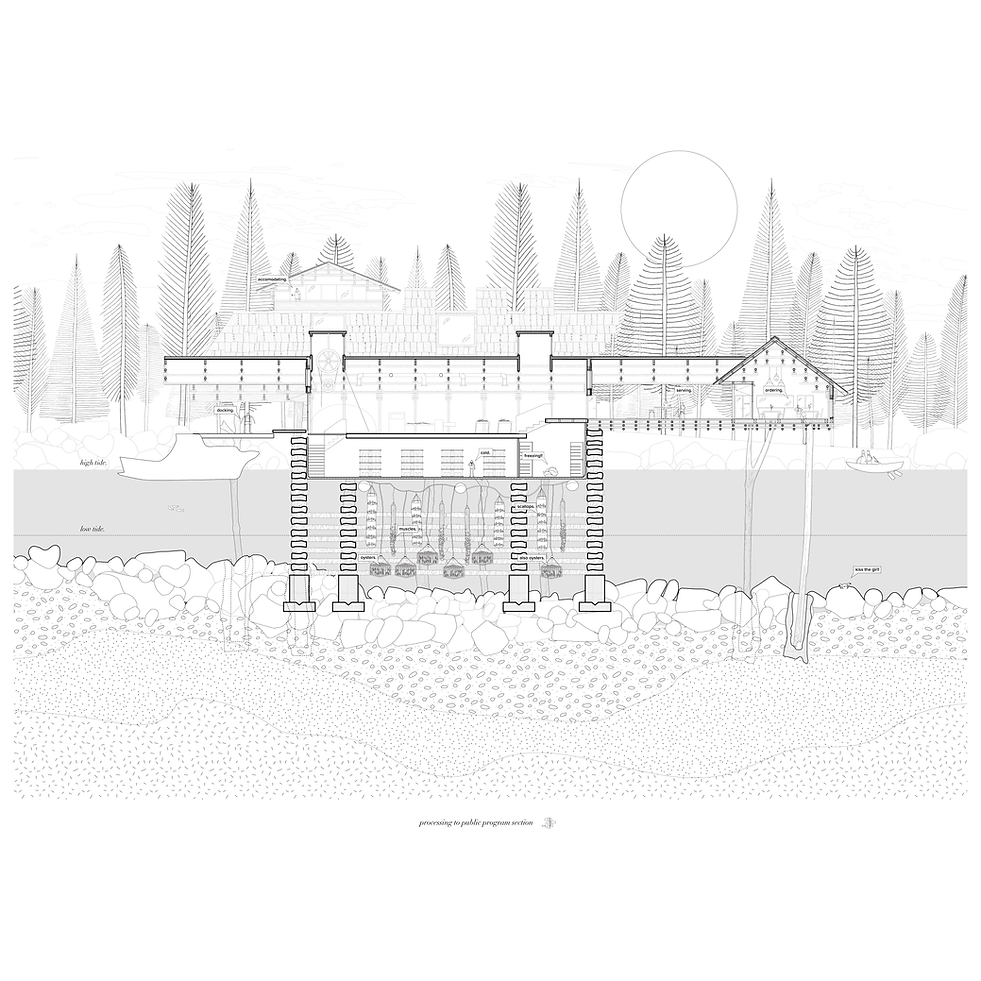 accomodating.
serving.
ordering.
docking.
cold.
freezing!!
high tide.
scallops.
low tide.
muscles.
oysters.
also oysters.
kiss the girl!
processing to public program section